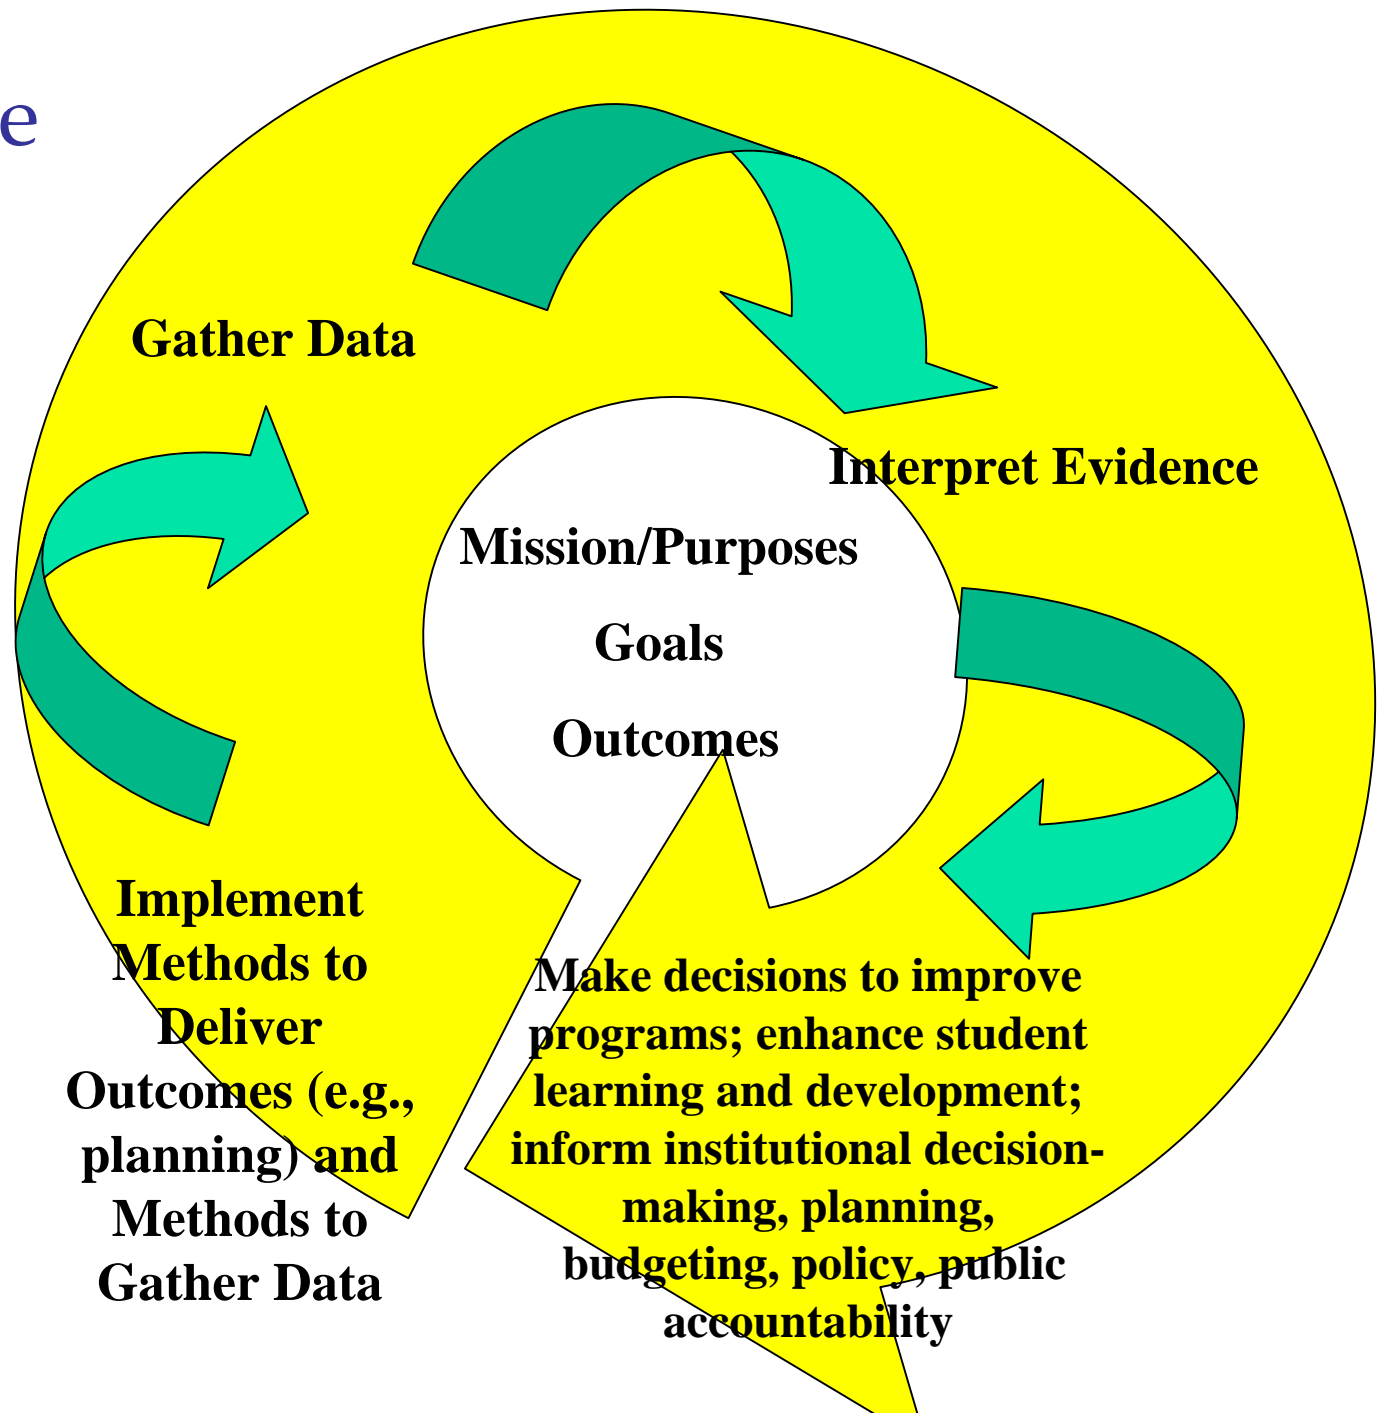 e
Gather Data
Interpret Evidence
Mission/Purposes
Goals
Outcomes
Implement
Methods to
Deliver
Outcomes (e.g.,
planning) and
Methods to
Gather Data
Make decisions to improve
programs; enhance student
learning and development;
inform institutional decision-
making, planning,
budgeting, policy, public
accountability